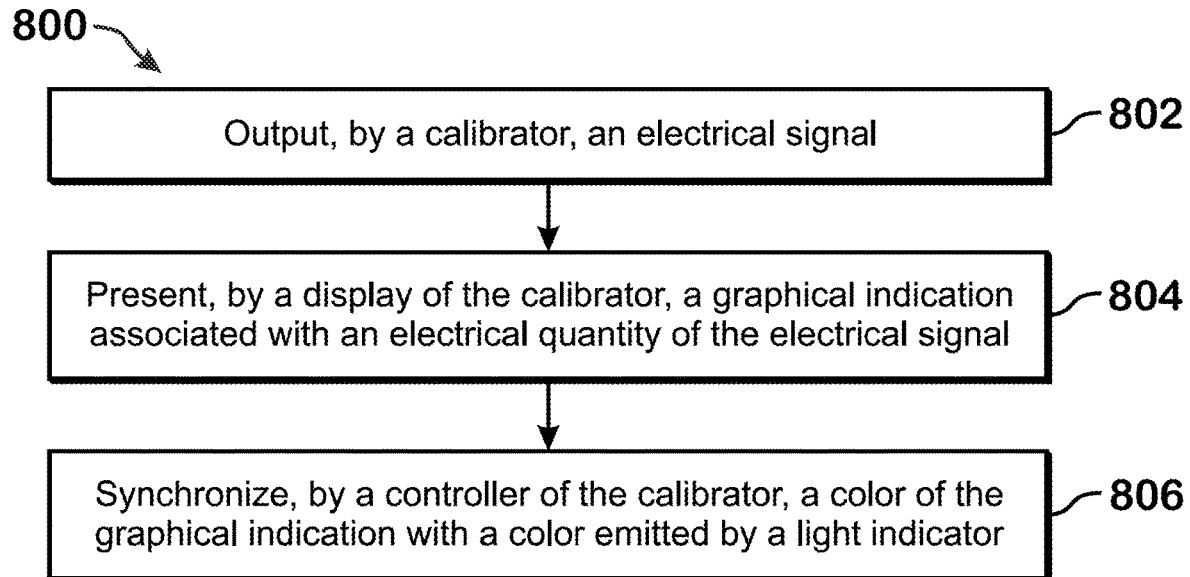 800
Output, by a calibrator, an electrical signal
802
Present, by a display of the calibrator, a graphical indication
associated with an electrical quantity of the electrical signal
804
Synchronize, by a controller of the calibrator, a color of the
graphical indication with a color emitted by a light indicator
806